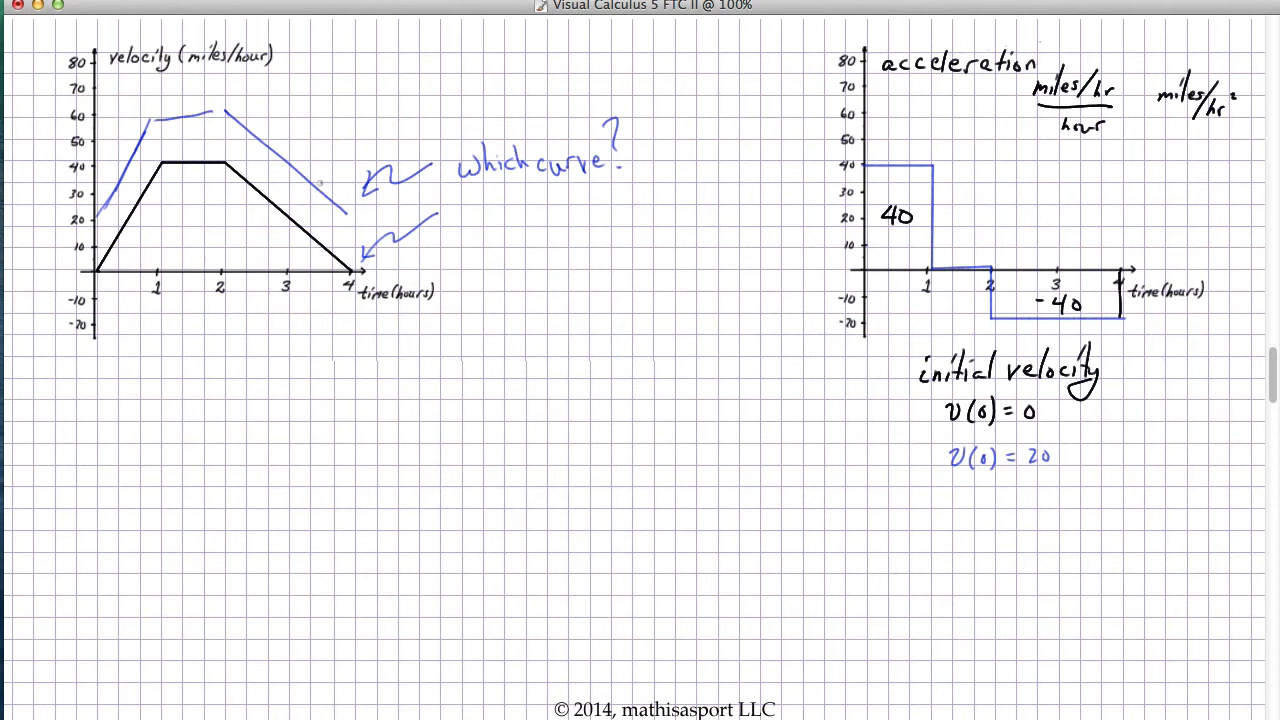 Visual Calculus 5 FTC II @ 100%
velocity (miles/hour)
80
70
60
50
40
30
20
10
-10
-20
1 2 3 4 time(hours)
which curve?
acceleration
miles/hr
hour
miles/hr²
80
70
60
50
40
30
20
10
-10
-20
40
1 2 3 4 time(hours)
-40
initial velocity
v(0) = 0
v(0) = 20
© 2014, mathisasport LLC